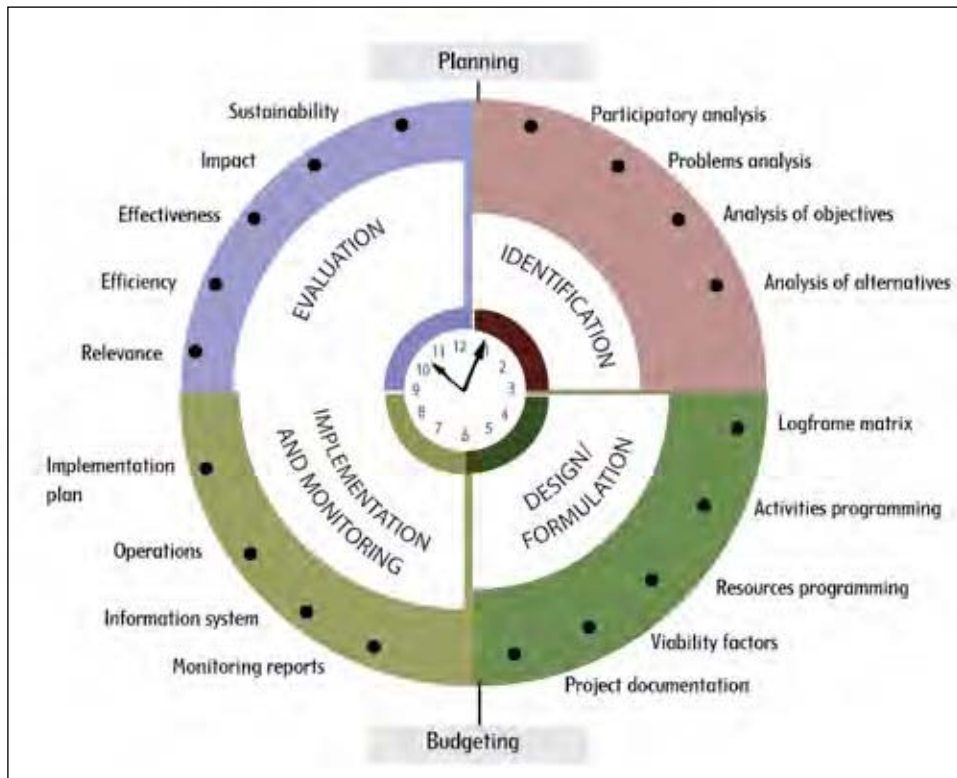 Planning
Sustainability
Impact
Effectiveness
Efficiency
Relevance
Participatory analysis
Problems analysis
Analysis of objectives
Analysis of alternatives
EVALUATION
IDENTIFICATION
12
1
2
3
4
5
6
7
8
9
10
11
IMPLEMENTATION
AND MONITORING
DESIGN/
FORMULATION
Implementation
plan
Operations
Information system
Monitoring reports
Logframe matrix
Activities programming
Resources programming
Viability factors
Project documentation
Budgeting